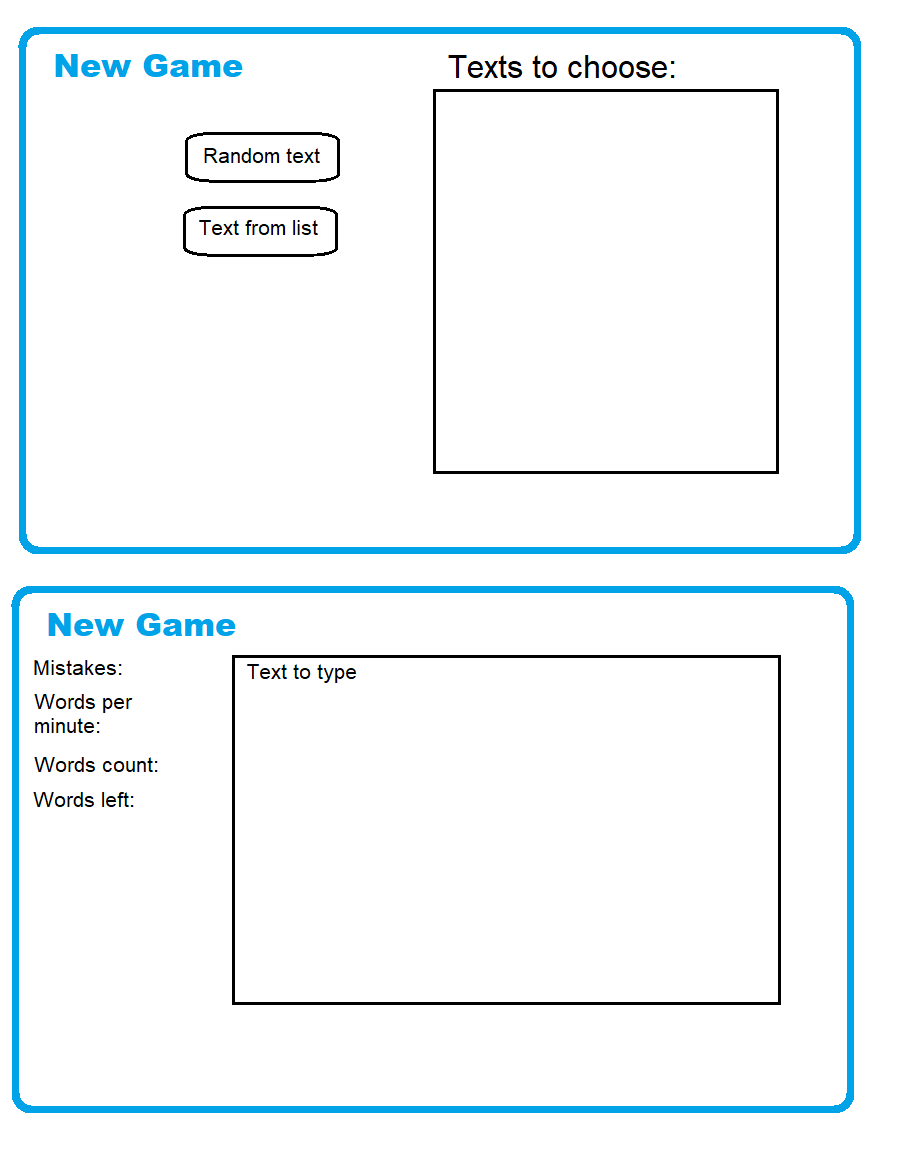 New Game
Texts to choose:
Random text
Text from list
New Game
Mistakes:
Words per
minute:
Words count:
Words left:
Text to type